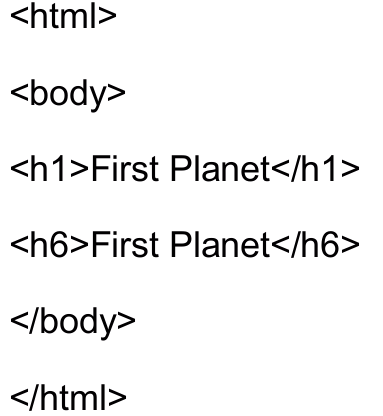 <html>
<body>
<h1>First Planet</h1>
<h6>First Planet</h6>
</body>
</html>